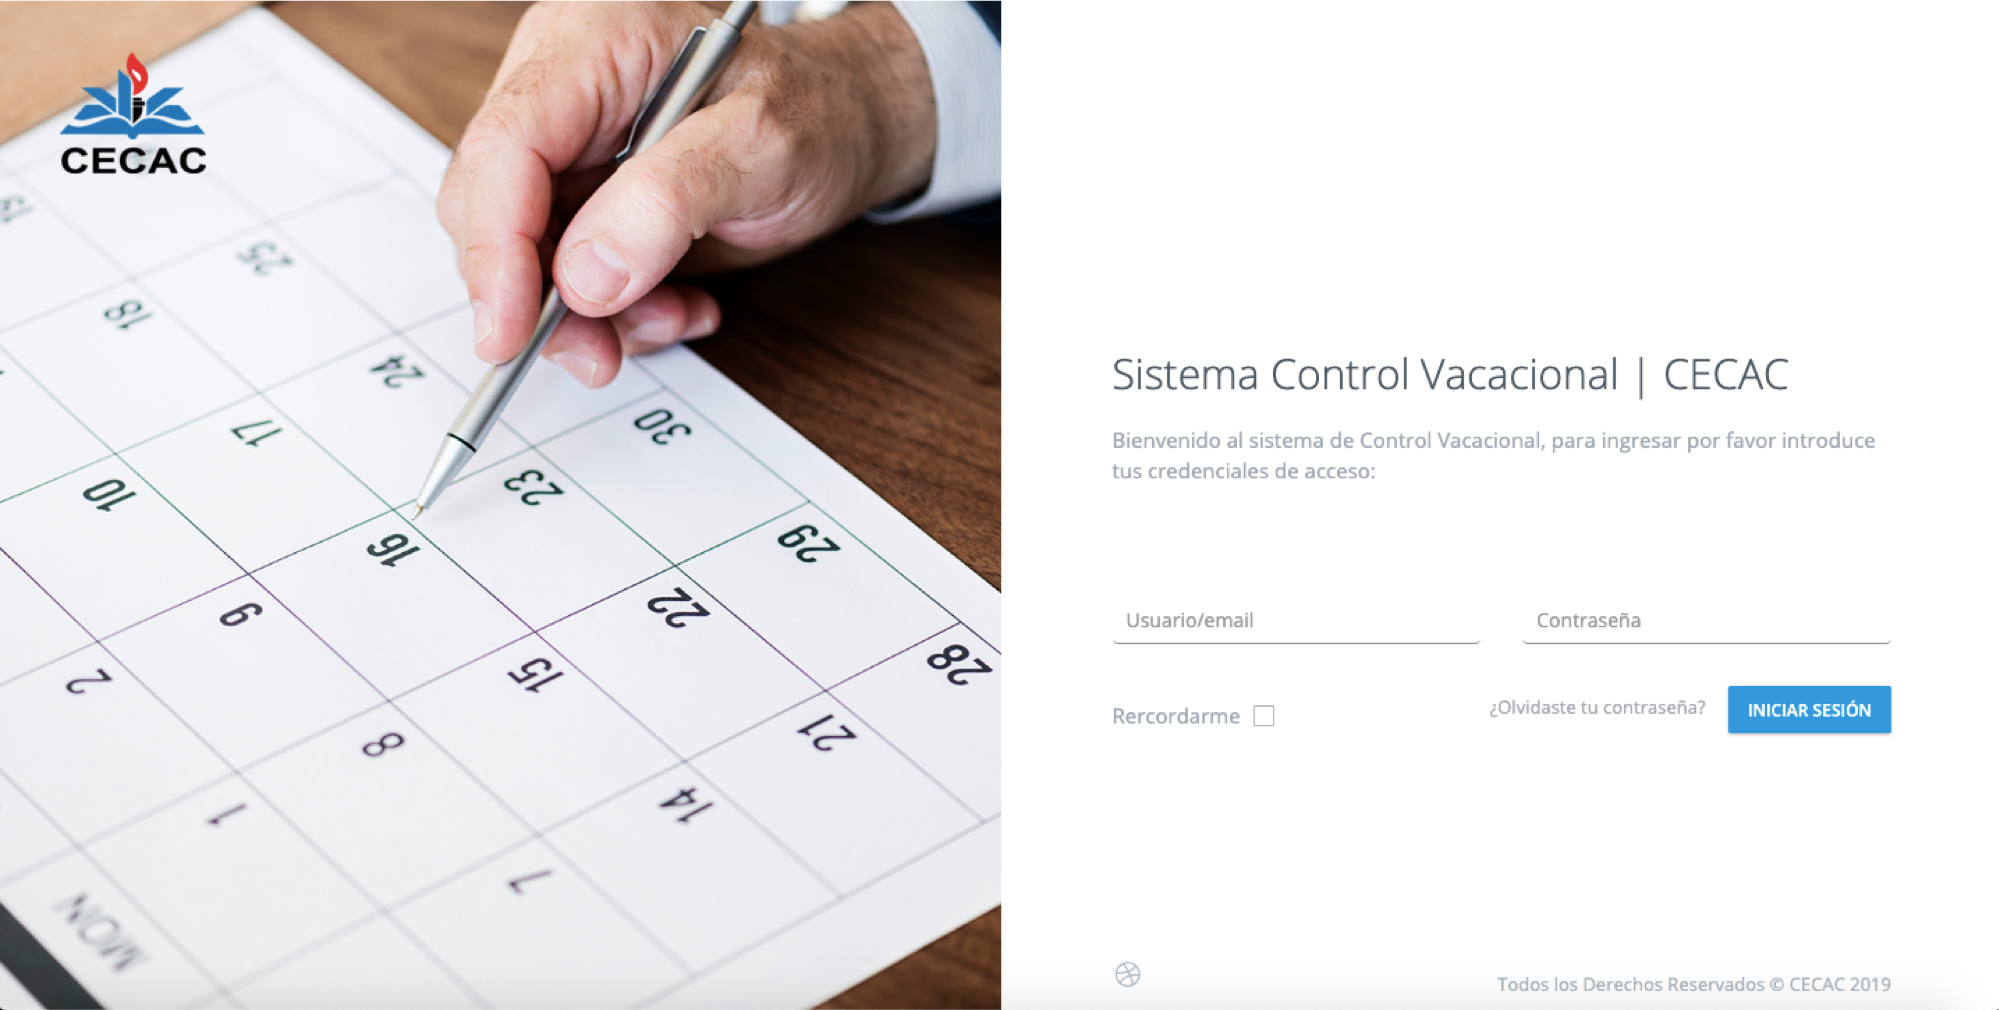 CECAC
25
18
24
17
30
10
23
16
29
9
22
2
15
28
8
21
1
14
7
MON
Sistema Control Vacacional | CECAC
Bienvenido al sistema de Control Vacacional, para ingresar por favor introduce
tus credenciales de acceso:
Usuario/email
Contraseña
Rercordarme
¿Olvidaste tu contraseña?
INICIAR SESIÓN
Todos los Derechos Reservados © CECAC 2019